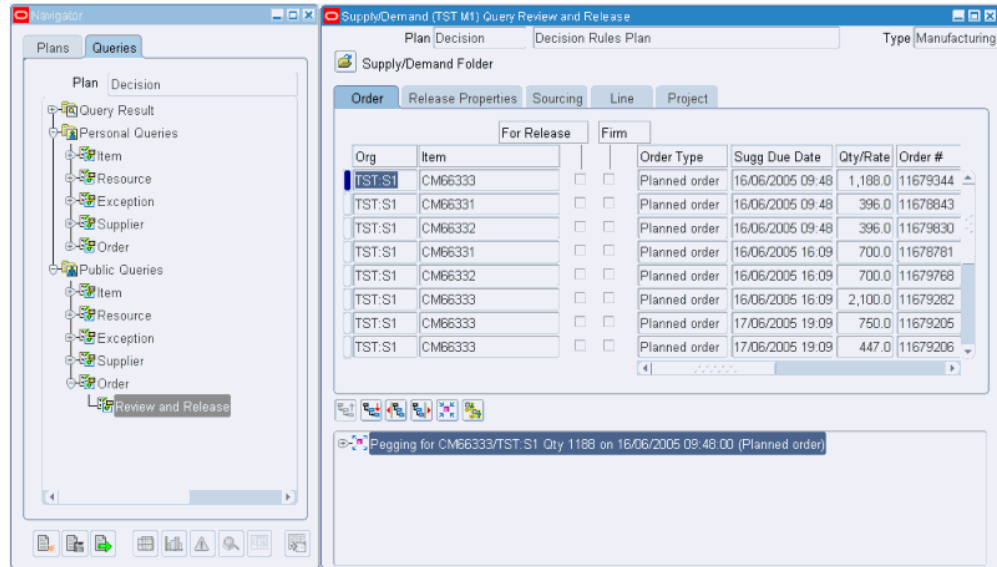 Navigator
Plans Queries
Plan Decision
Query Result
Personal Queries
Item
Resource
Exception
Supplier
Order
Public Queries
Item
Resource
Exception
Supplier
Order
Review and Release
Supply/Demand (TST M1) Query Review and Release
Plan Decision Decision Rules Plan Type Manufacturing
Supply/Demand Folder
Order Release Properties Sourcing Line Project
For Release Firm
Org Item Order Type Sugg Due Date Qty/Rate Order #
TST:S1 CM66333 Planned order 16/06/2005 09:48 1,188.0 11679344
TST:S1 CM66331 Planned order 16/06/2005 09:48 396.0 11678843
TST:S1 CM66332 Planned order 16/06/2005 09:48 396.0 11679830
TST:S1 CM66331 Planned order 16/06/2005 16:09 700.0 11678781
TST:S1 CM66332 Planned order 16/06/2005 16:09 700.0 11679768
TST:S1 CM66333 Planned order 16/06/2005 16:09 2,100.0 11679282
TST:S1 CM66333 Planned order 17/06/2005 19:09 750.0 11679205
TST:S1 CM66333 Planned order 17/06/2005 19:09 447.0 11679206
Pegging for CM66333/TST:S1 Qty 1188 on 16/06/2005 09:48:00 (Planned order)